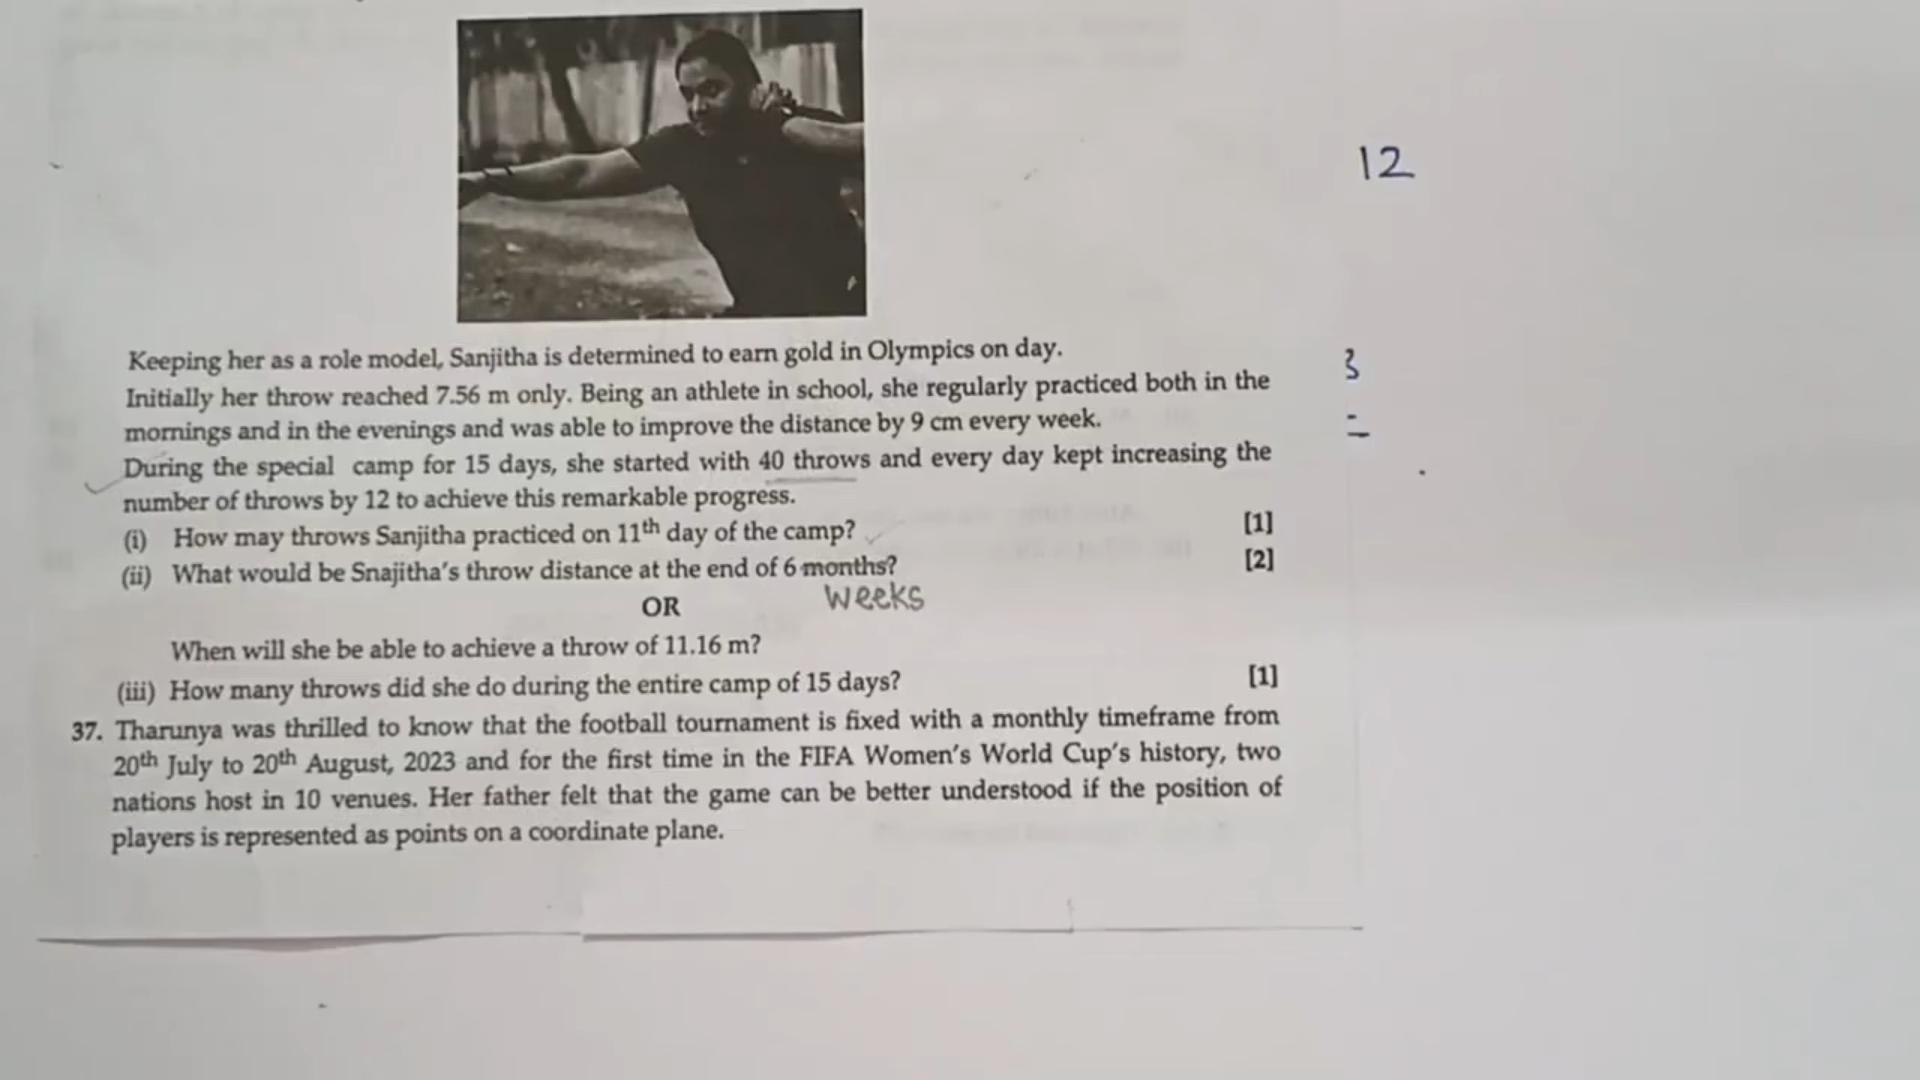 12
Keeping her as a role model, Sanjitha is determined to earn gold in Olympics on day.
Initially her throw reached 7.56 m only. Being an athlete in school, she regularly practiced both in the
mornings and in the evenings and was able to improve the distance by 9 cm every week.
During the special camp for 15 days, she started with 40 throws and every day kept increasing the
number of throws by 12 to achieve this remarkable progress.
(i) How may throws Sanjitha practiced on 11th day of the camp? [1]
(ii) What would be Snajitha's throw distance at the end of 6 months? [2]
weeks
OR
When will she be able to achieve a throw of 11.16 m?
(iii) How many throws did she do during the entire camp of 15 days? [1]
37. Tharunya was thrilled to know that the football tournament is fixed with a monthly timeframe from
20th July to 20th August, 2023 and for the first time in the FIFA Women's World Cup's history, two
nations host in 10 venues. Her father felt that the game can be better understood if the position of
players is represented as points on a coordinate plane.